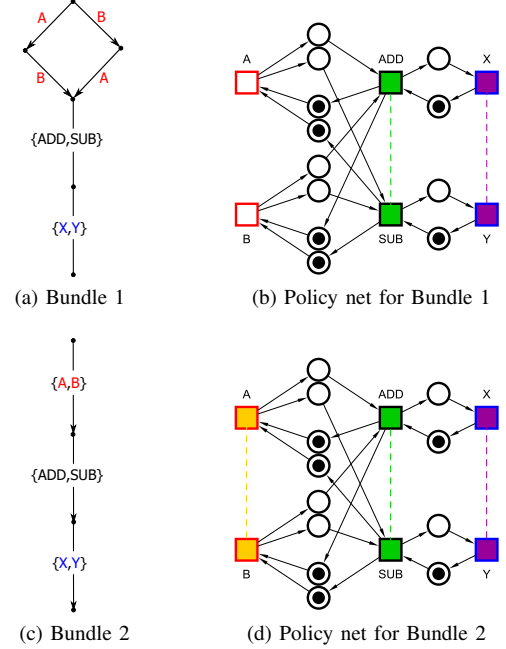 A B
B A
{ADD,SUB}
{X,Y}
(a) Bundle 1
A ADD X
B SUB Y
(b) Policy net for Bundle 1
{A,B}
{ADD,SUB}
{X,Y}
(c) Bundle 2
A ADD X
B SUB Y
(d) Policy net for Bundle 2